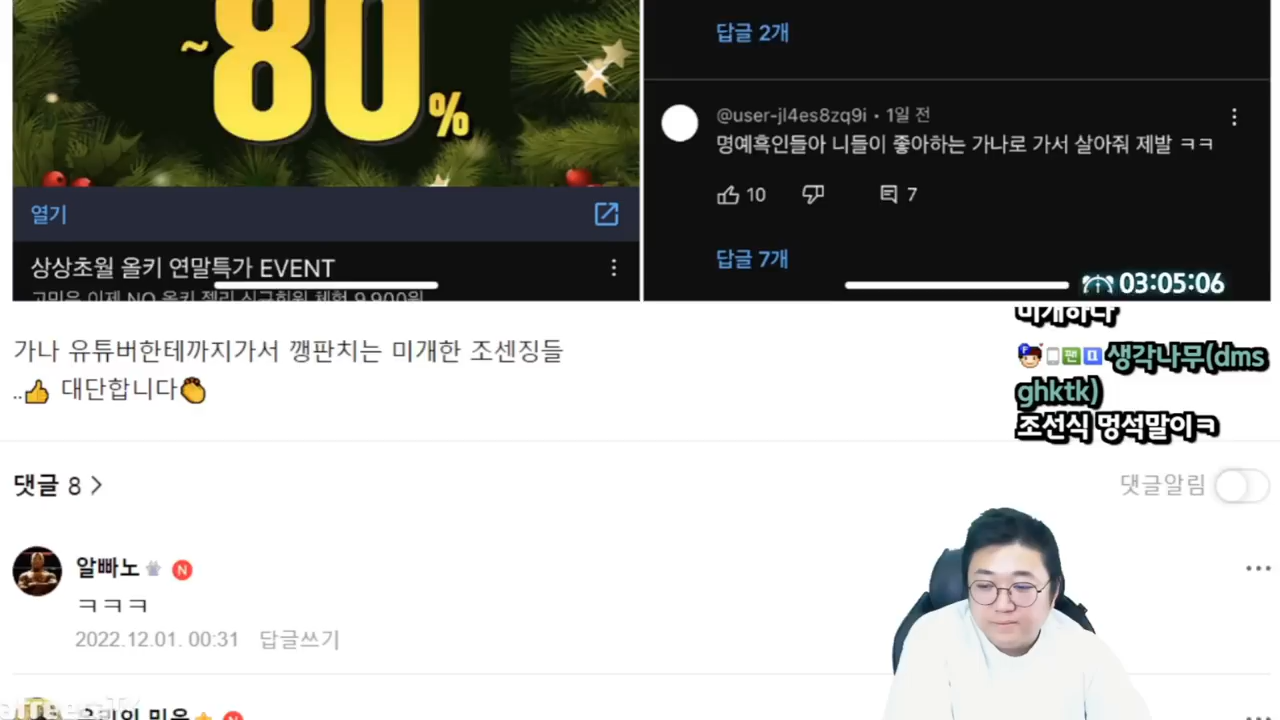 ~80%
열기
상상초월 올키 연말특가 EVENT
답글 2개
@user-jl4es8zq9i · 1일 전
명예흑인들아 니들이 좋아하는 가나로 가서 살아줘 제발 ㅋㅋ
10
7
답글 7개
03:05:06
미개하다
생각나무(dms
ghktk)
조선식 멍석말이ㅋ
가나 유튜버한테까지가서 깽판치는 미개한 조센징들
..👍 대단합니다👏
댓글 8 >
댓글알림
알빠노 N
ㅋㅋㅋ
2022.12.01. 00:31 답글쓰기